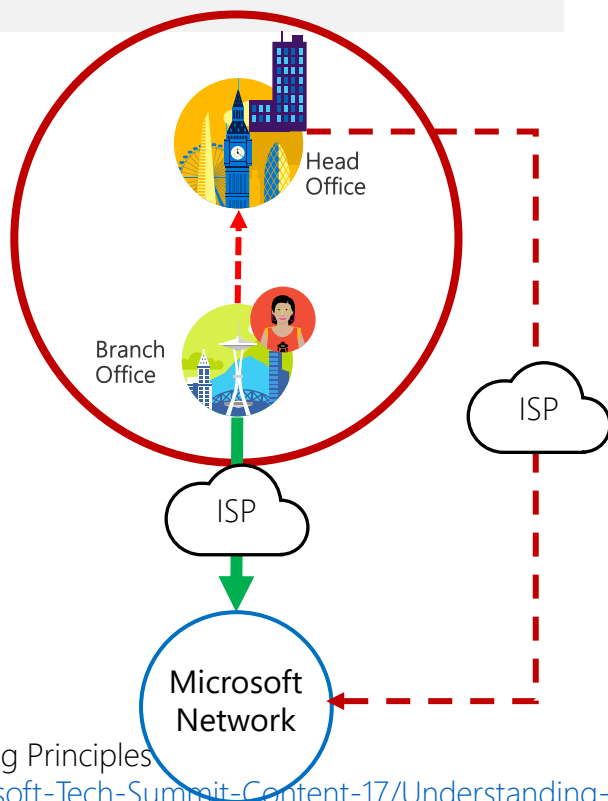 Head
Office
Branch
Office
ISP
ISP
Microsoft
Network
g Principles
soft-Tech-Summit-Content-17/Understanding-